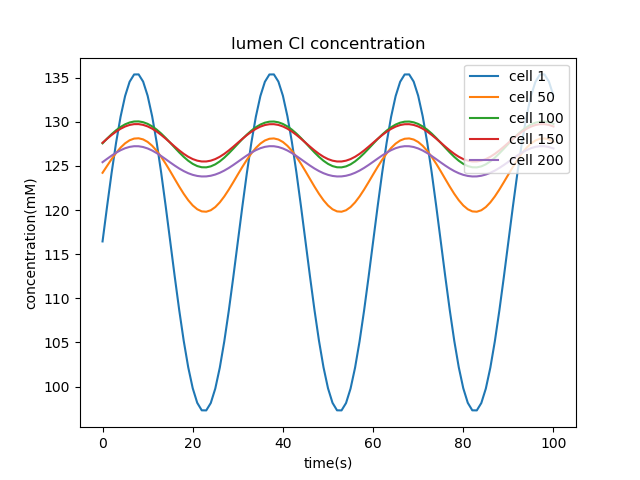 lumen Cl concentration
concentration(mM)
135
130
125
120
115
110
105
100
0
20
40
60
80
100
time(s)
cell 1
cell 50
cell 100
cell 150
cell 200